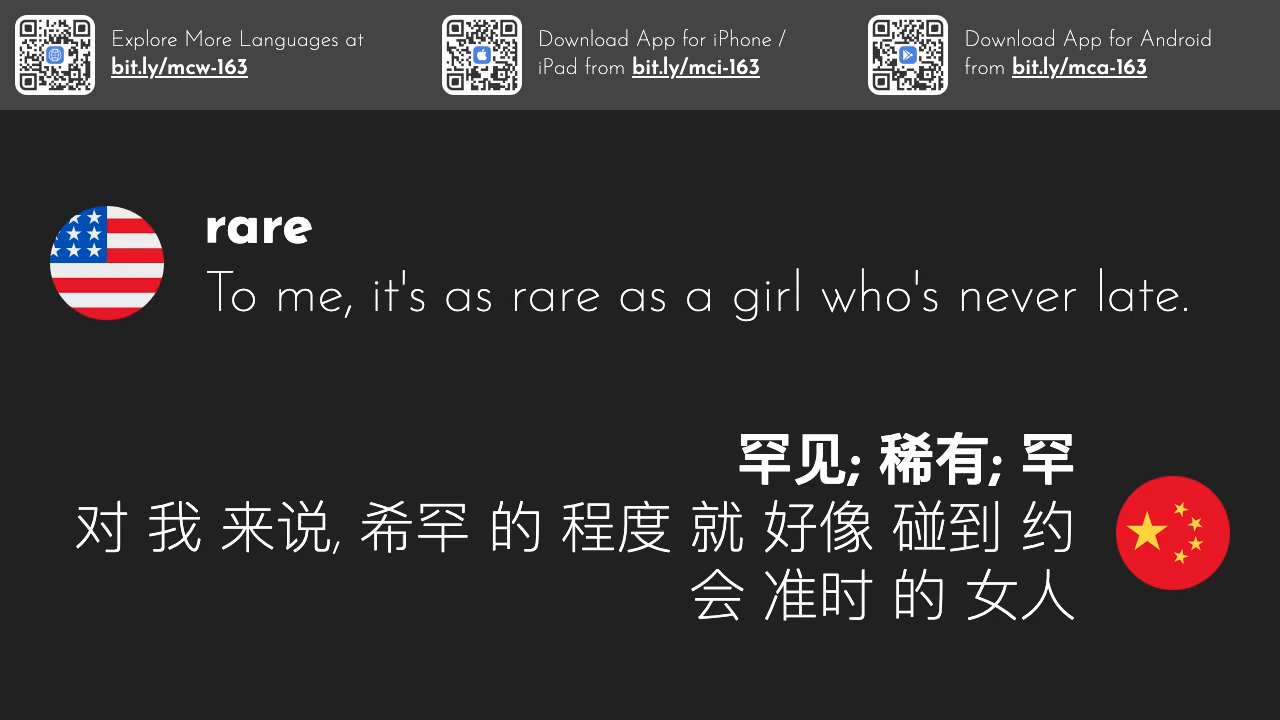 Explore More Languages at
bit.ly/mcw-163
Download App for iPhone /
iPad from bit.ly/mci-163
Download App for Android
from bit.ly/mca-163
rare
To me, it's as rare as a girl who's never late.
罕见; 稀有; 罕
对 我 来说, 希罕 的 程度 就 好像 碰到 约
会 准时 的 女人